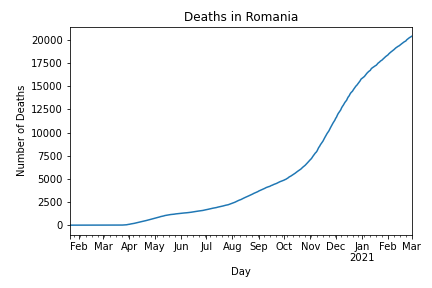 Deaths in Romania
Number of Deaths
20000
17500
15000
12500
10000
7500
5000
2500
0
Feb Mar Apr May Jun Jul Aug Sep Oct Nov Dec Jan Feb Mar
2021
Day